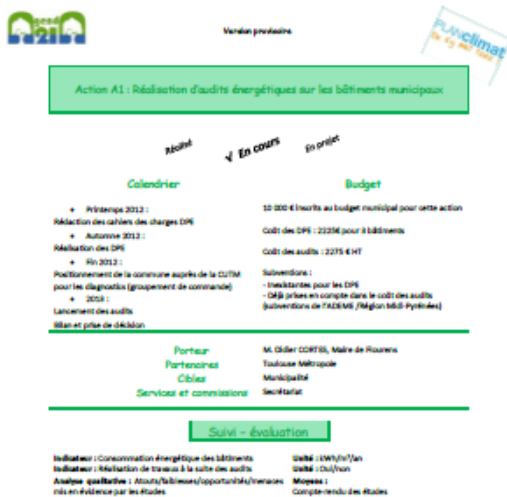 Version provisoire
PLANclimat
Action A1 : Réalisation d'audits énergétiques sur les bâtiments municipaux
Réalisé
√ En cours
En projet
Calendrier
• Printemps 2012 :
Rédaction des cahiers des charges DPE
• Automne 2012 :
Réalisation des DPE
• Fin 2012 :
Positionnement de la commune auprès de la CUTM
pour les diagnostics (groupement de commande)
• 2013 :
Lancement des audits
Bilan et prise de décision
Budget
10 000 € inscrits au budget municipal pour cette action
Coût des DPE : 2225€ pour 8 bâtiments
Coût des audits : 2275 € HT
Subventions :
- Inexistantes pour les DPE
- Déjà prises en compte dans le coût des audits
(subventions de l'ADEME /Région Midi-Pyrénées)
Porteur M. Didier CORTES, Maire de Flourens
Partenaires Toulouse Métropole
Cibles Municipalité
Services et commissions Secrétariat
Suivi - évaluation
Indicateur : Consommation énergétique des bâtiments Unité : kWh/m²/an
Indicateur : Réalisation de travaux à la suite des audits Unité : Oui/non
Analyse qualitative : Atouts/faiblesses/opportunités/menaces Moyens :
mis en évidence par les études Compte-rendu des études